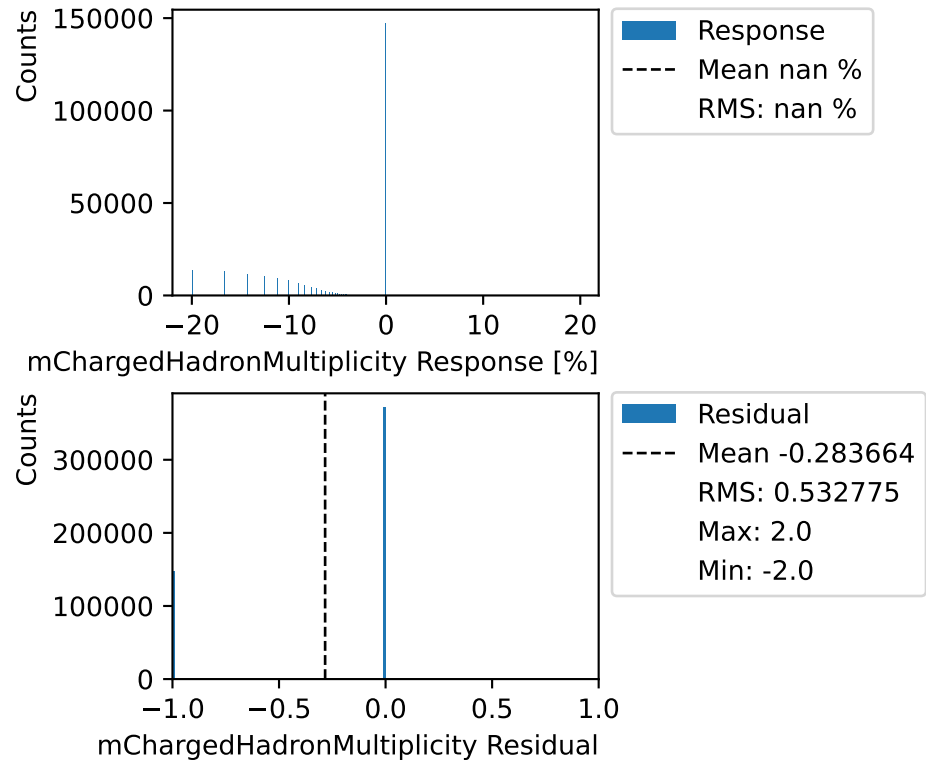 Counts
150000
100000
50000
0
−20
−10
0
10
20
mChargedHadronMultiplicity Response [%]
Response
Mean nan %
RMS: nan %
Counts
300000
200000
100000
0
−1.0
−0.5
0.0
0.5
1.0
mChargedHadronMultiplicity Residual
Residual
Mean -0.283664
RMS: 0.532775
Max: 2.0
Min: -2.0